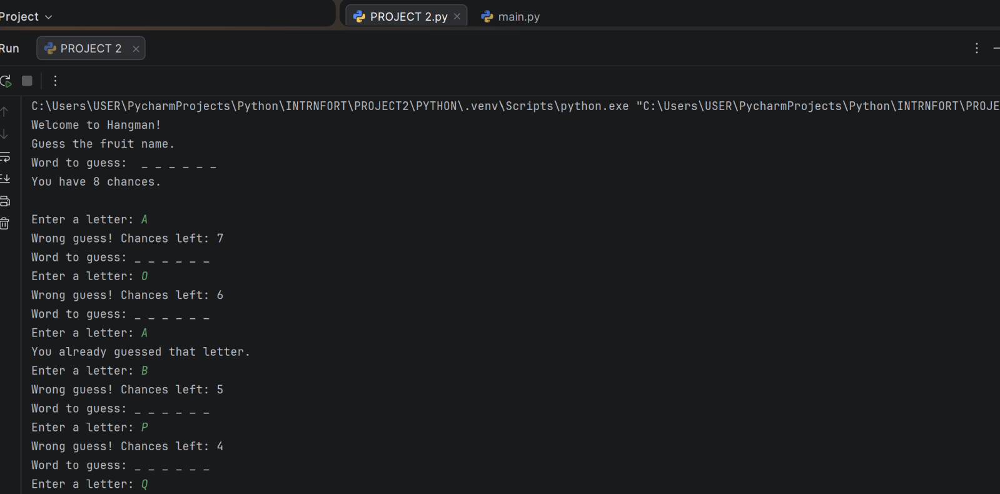 Project
PROJECT 2.py
main.py
Run
PROJECT 2
C:\Users\USER\PycharmProjects\Python\INTRNFORT\PROJECT2\PYTHON\.venv\Scripts\python.exe "C:\Users\USER\PycharmProjects\Python\INTRNFORT\PROJE
Welcome to Hangman!
Guess the fruit name.
Word to guess:  _ _ _ _ _ _
You have 8 chances.
Enter a letter: A
Wrong guess! Chances left: 7
Word to guess: _ _ _ _ _ _
Enter a letter: O
Wrong guess! Chances left: 6
Word to guess: _ _ _ _ _ _
Enter a letter: A
You already guessed that letter.
Enter a letter: B
Wrong guess! Chances left: 5
Word to guess: _ _ _ _ _ _
Enter a letter: P
Wrong guess! Chances left: 4
Word to guess: _ _ _ _ _ _
Enter a letter: Q